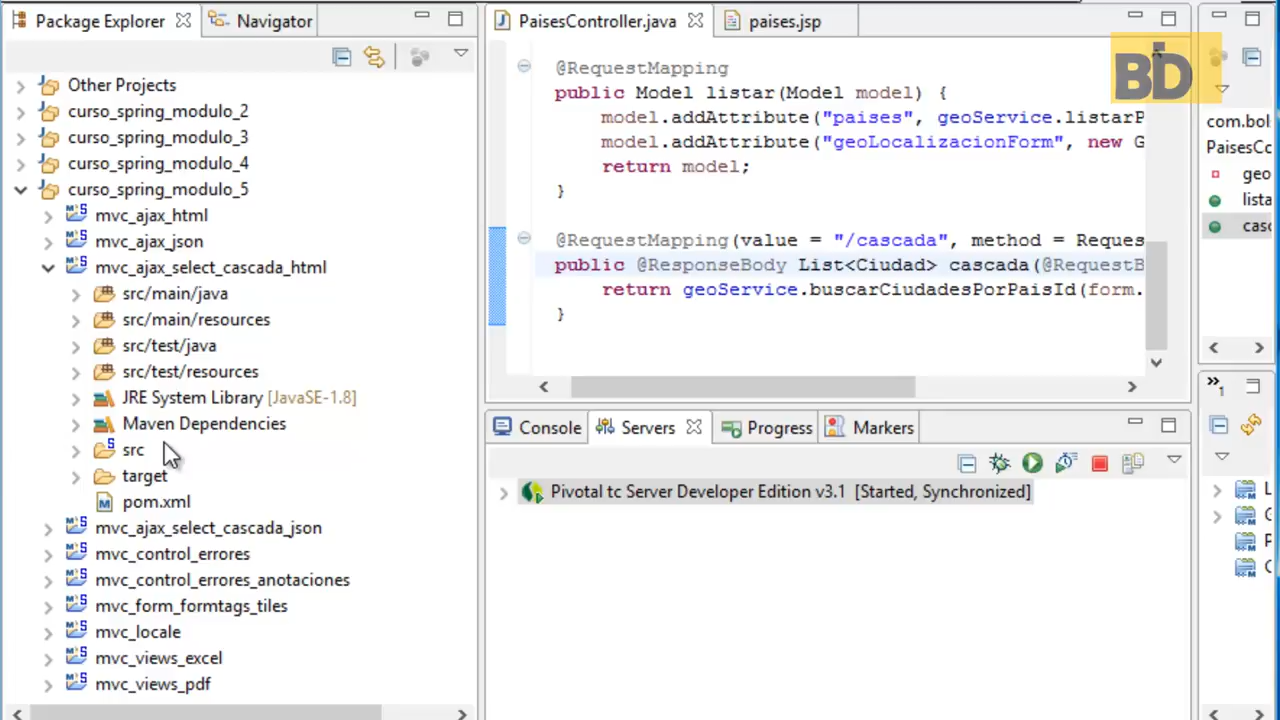 Package Explorer
Navigator
Other Projects
curso_spring_modulo_2
curso_spring_modulo_3
curso_spring_modulo_4
curso_spring_modulo_5
mvc_ajax_html
mvc_ajax_json
mvc_ajax_select_cascada_html
src/main/java
src/main/resources
src/test/java
src/test/resources
JRE System Library [JavaSE-1.8]
Maven Dependencies
src
target
pom.xml
mvc_ajax_select_cascada_json
mvc_control_errores
mvc_control_errores_anotaciones
mvc_form_formtags_tiles
mvc_locale
mvc_views_excel
mvc_views_pdf
PaisesController.java
paises.jsp
@RequestMapping
public Model listar(Model model) {
model.addAttribute("paises", geoService.listarP
model.addAttribute("geoLocalizacionForm", new G
return model;
}
@RequestMapping(value = "/cascada", method = Reques
public @ResponseBody List<Ciudad> cascada(@RequestB
return geoService.buscarCiudadesPorPaisId(form.
}
Console
Servers
Progress
Markers
Pivotal tc Server Developer Edition v3.1 [Started, Synchronized]
BD
com.bol
PaisesCo
geo
lista
casc
1
L
G
P
C